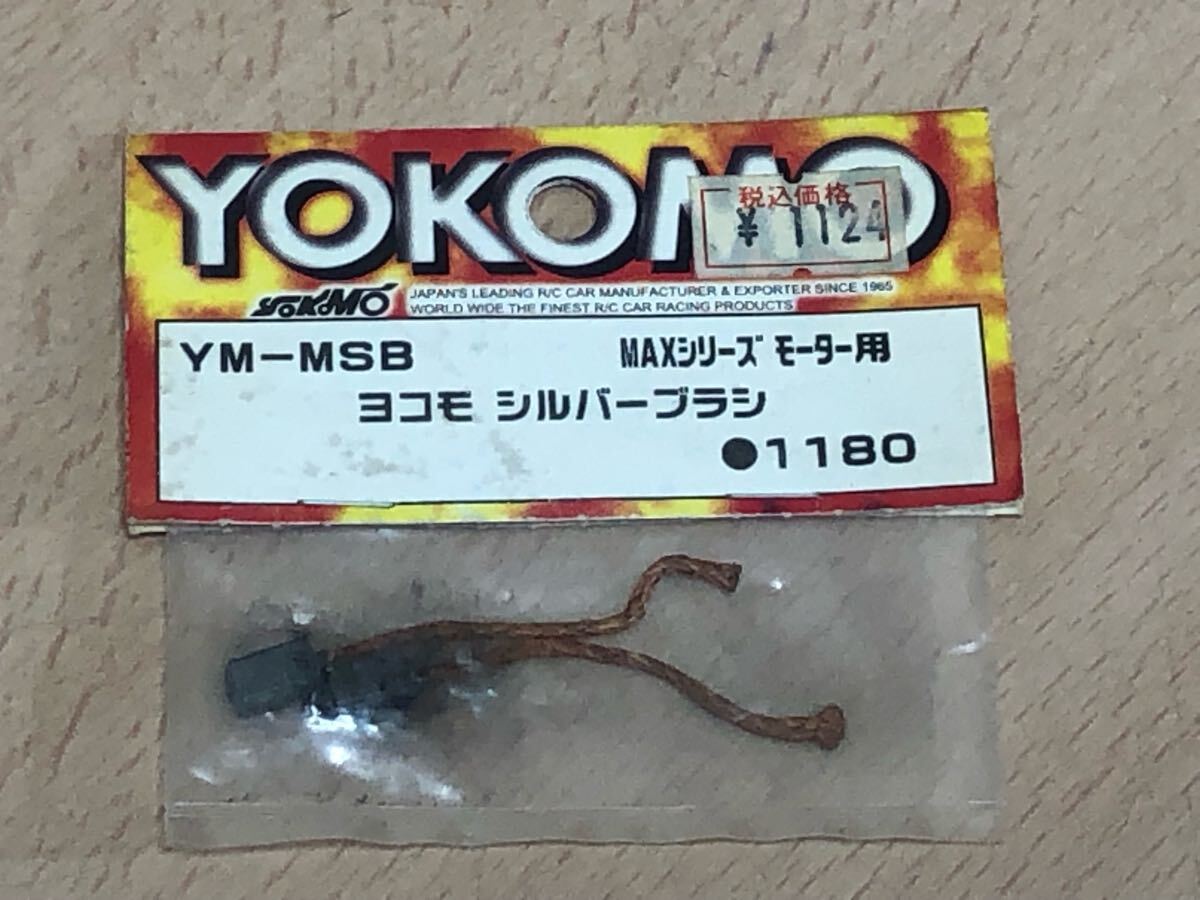 YOKOMO
税込価格
¥ 1124
YOKOMO
JAPAN'S LEADING R/C CAR MANUFACTURER & EXPORTER SINCE 1965
WORLD WIDE THE FINEST R/C CAR RACING PRODUCTS
YM-MSB MAXシリーズ モーター用
ヨコモ シルバーブラシ
●1180